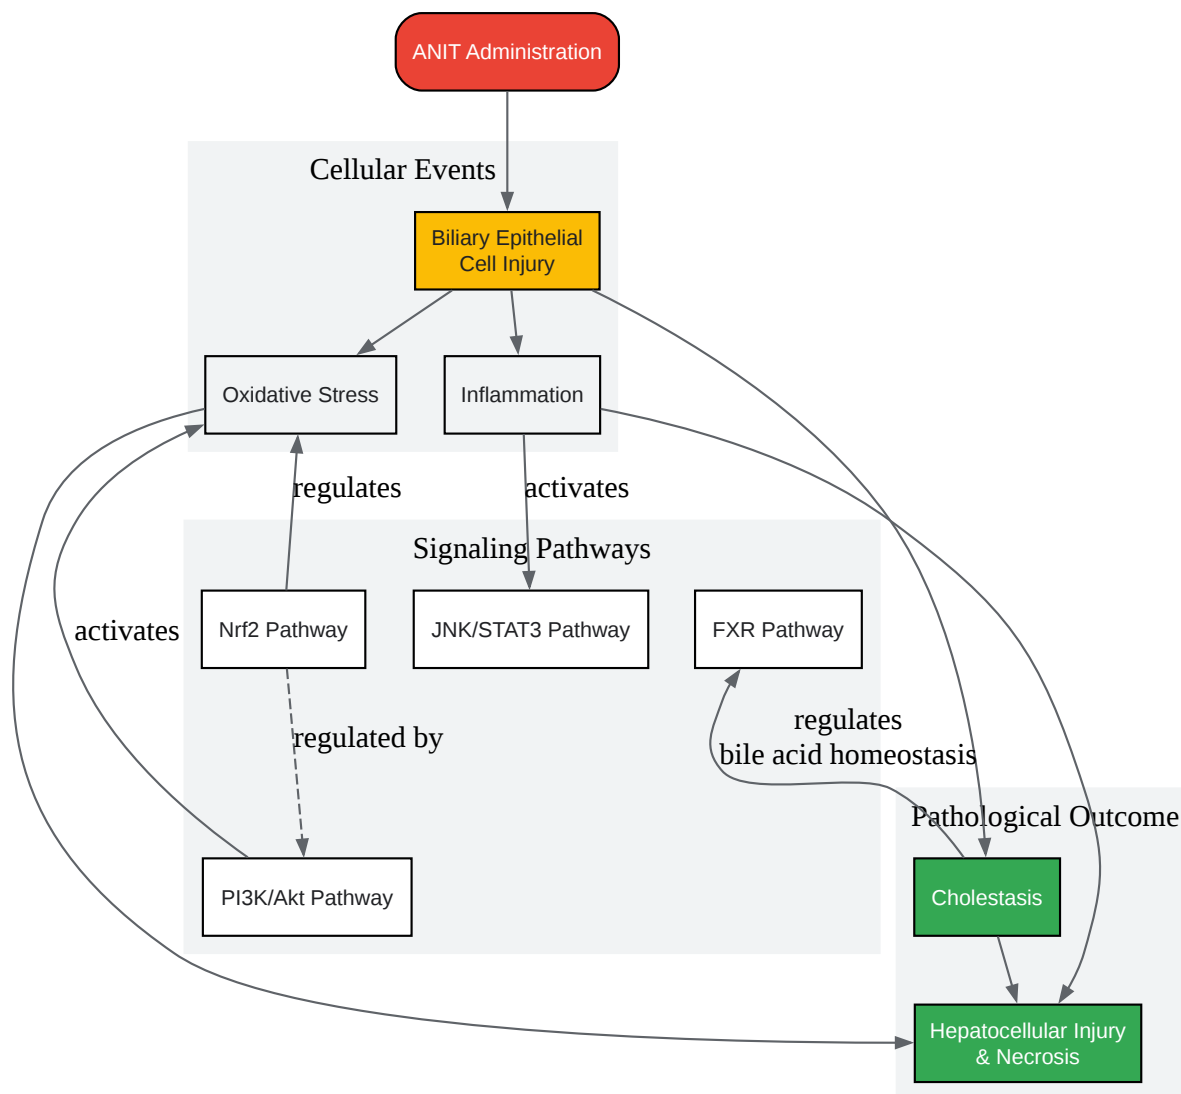 ANIT Administration
Cellular Events
Biliary Epithelial
Cell Injury
Oxidative Stress
Inflammation
regulates
activates
Signaling Pathways
Nrf2 Pathway
JNK/STAT3 Pathway
FXR Pathway
activates
regulated by
regulates
bile acid homeostasis
Pathological Outcome
PI3K/Akt Pathway
Cholestasis
Hepatocellular Injury
& Necrosis